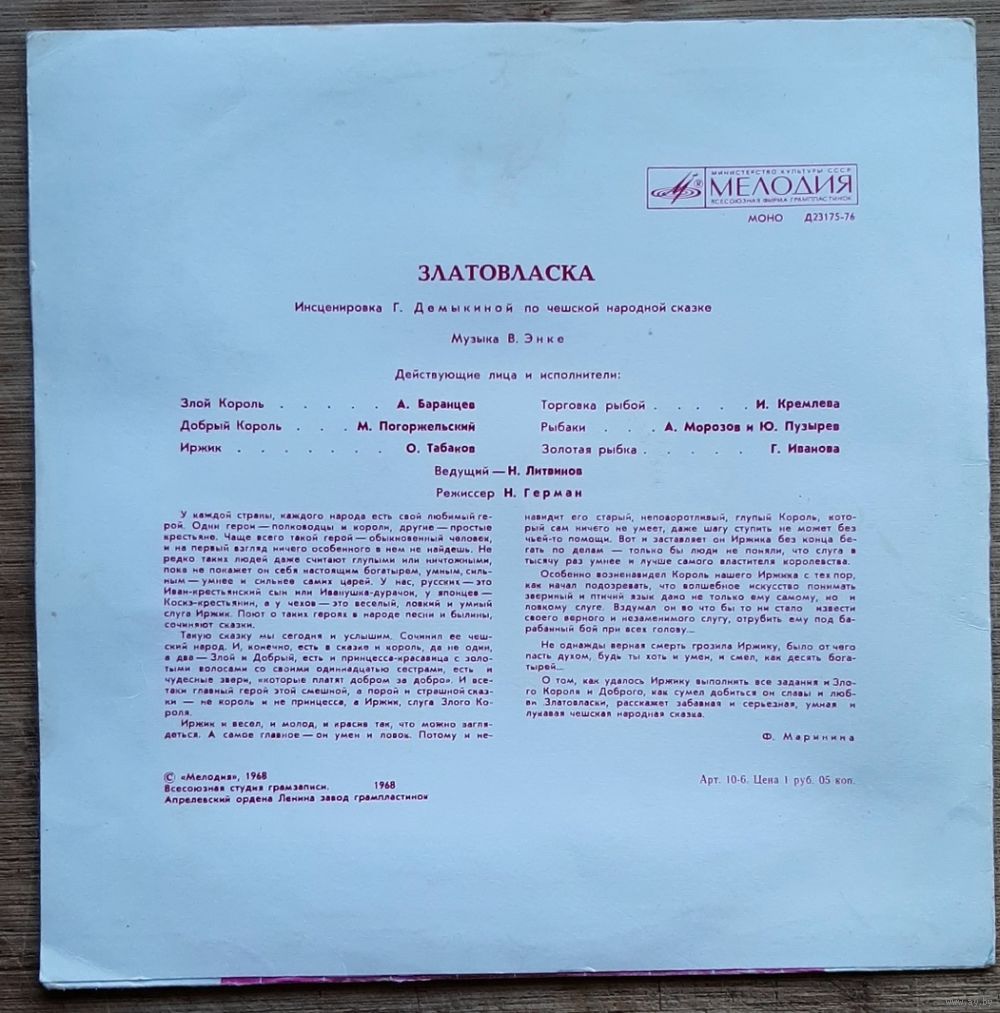 МИНИСТЕРСТВО КУЛЬТУРЫ СССР
МЕЛОДИЯ
ВСЕСОЮЗНАЯ ФИРМА ГРАМПЛАСТИНОК
МОНО Д23175-76
ЗЛАТОВЛАСКА
Инсценировка Г. Демыкиной по чешской народной сказке
Музыка В. Энке
Действующие лица и исполнители:
Злой Король . . . . . А. Баранцев
Добрый Король . . . М. Погоржельский
Иржик . . . . . . . О. Табаков
Торговка рыбой . . . . . И. Кремлева
Рыбаки . . . А. Морозов и Ю. Пузырев
Золотая рыбка . . . . . Г. Иванова
Ведущий — Н. Литвинов
Режиссер Н. Герман
У каждой страны, каждого народа есть свой любимый ге-
рой. Одни герои — полководцы и короли, другие — простые
крестьяне. Чаще всего такой герой — обыкновенный человек,
и на первый взгляд ничего особенного в нем не найдешь. Не
редко таких людей даже считают глупыми или ничтожными,
пока не покажет он себя настоящим богатырем, умным, силь-
ным — умнее и сильнее самих царей. У нас, русских — это
Иван-крестьянский сын или Иванушка-дурачок, у японцев —
Коскэ-крестьянин, а у чехов — это веселый, ловкий и умный
слуга Иржик. Поют о таких героях в народе песни и былины,
сочиняют сказки.
Такую сказку мы сегодня и услышим. Сочинил ее чеш-
ский народ. И, конечно, есть в сказке и король, да не один,
а два — Злой и Добрый, есть и принцесса-красавица с золо-
тыми волосами со своими одиннадцатью сестрами, есть и
чудесные звери, «которые платят добром за добро». И все-
таки главный герой этой смешной, а порой и страшной сказ-
ки — не король и не принцесса, а Иржик, слуга Злого Ко-
роля.
Иржик и весел, и молод, и красив так, что можно загля-
деться. А самое главное — он умен и ловок. Потому и не-
навидит его старый, неповоротливый, глупый Король, кото-
рый сам ничего не умеет, даже шагу ступить не может без
чьей-то помощи. Вот и заставляет он Иржика без конца бе-
гать по делам — только бы люди не поняли, что слуга в
тысячу раз умнее и лучше самого властителя королевства.
Особенно возненавидел Король нашего Иржика с тех пор,
как начал подозревать, что волшебное искусство понимать
звериный и птичий язык дано не только ему самому, но и
ловкому слуге. Вздумал он во что бы то ни стало извести
своего верного и незаменимого слугу, отрубить ему под ба-
рабанный бой при всех голову...
Не однажды верная смерть грозила Иржику, было от чего
пасть духом, будь ты хоть и умен, и смел, как десять бога-
тырей...
О том, как удалось Иржику выполнить все задания и Зло-
го Короля и Доброго, как сумел добиться он славы и люб-
ви Златовласки, расскажет забавная и серьезная, умная и
лукавая чешская народная сказка.
Ф. Маринина
© «Мелодия», 1968
Всесоюзная студия грамзаписи. 1968
Апрелевский ордена Ленина завод грампластинок
Арт. 10-6. Цена 1 руб. 05 коп.
www.ay.by